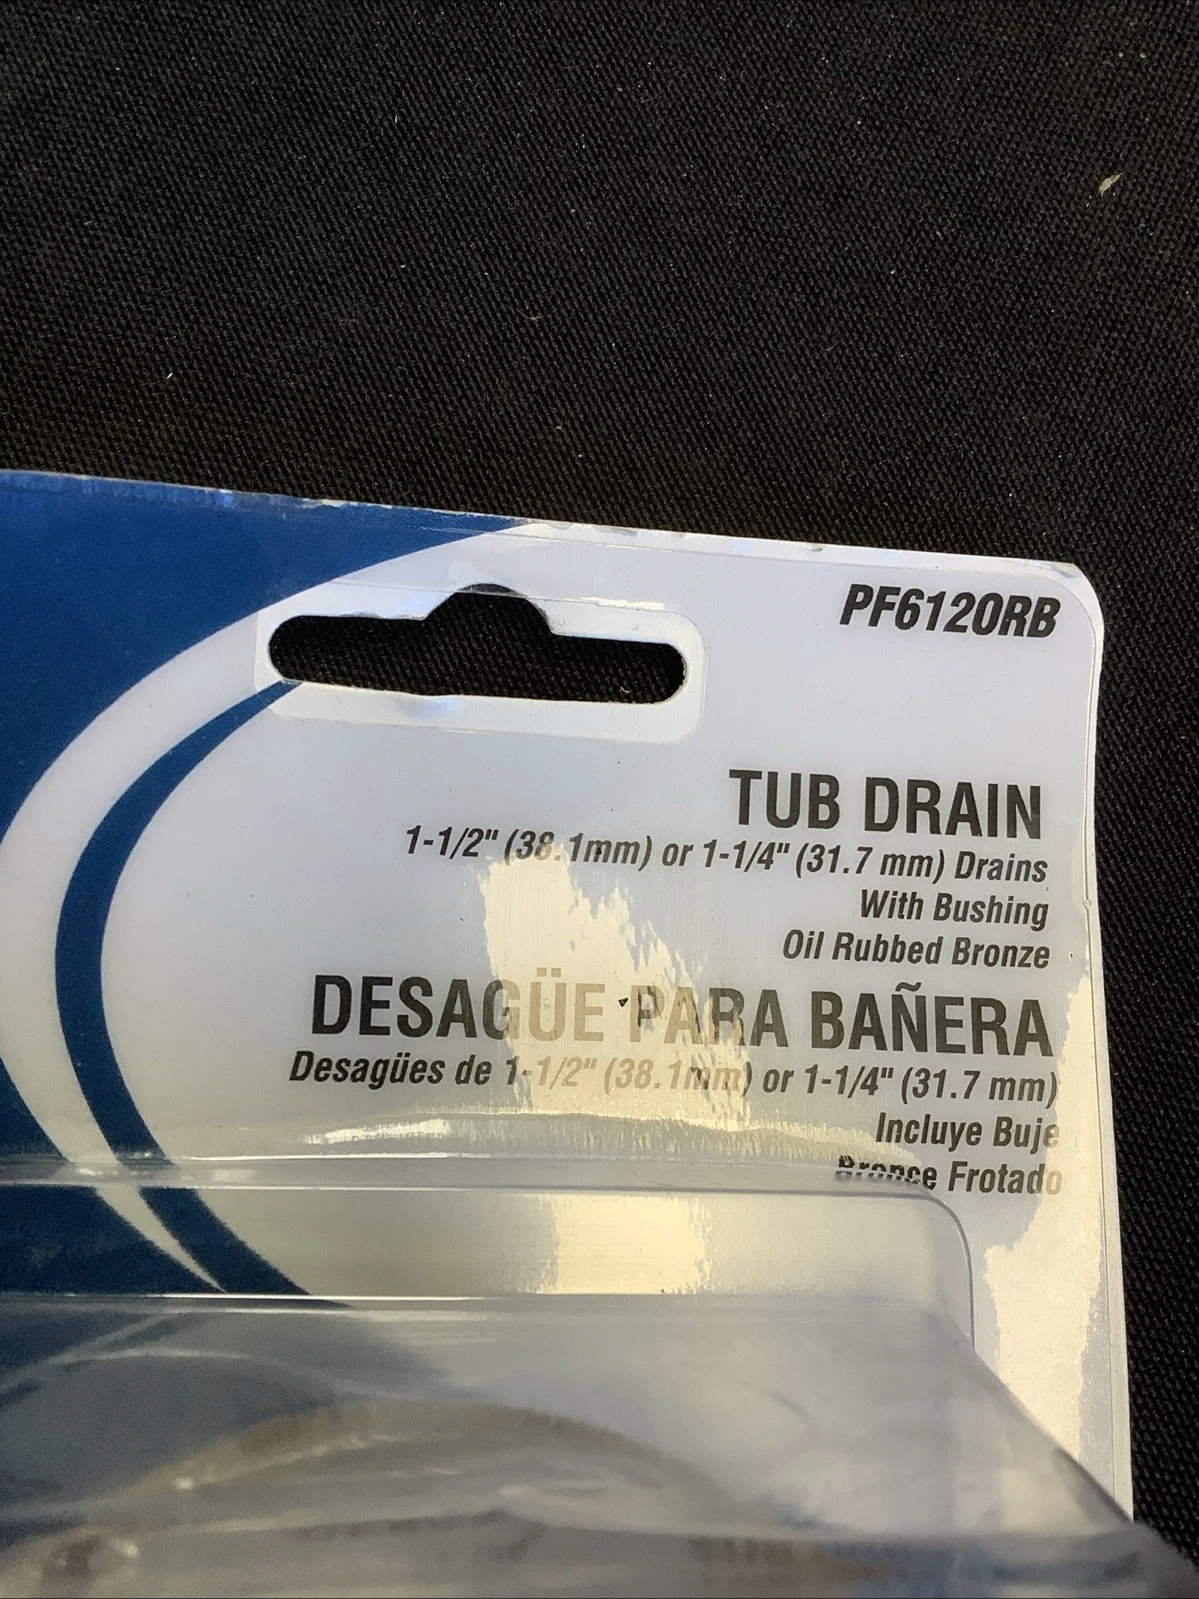 PF612ORB
TUB DRAIN
1-1/2" (38.1mm) or 1-1/4" (31.7 mm) Drains
With Bushing
Oil Rubbed Bronze
DESAGÜE PARA BAÑERA
Desagües de 1-1/2" (38.1mm) or 1-1/4" (31.7 mm)
Incluye Buje
Bronce Frotado